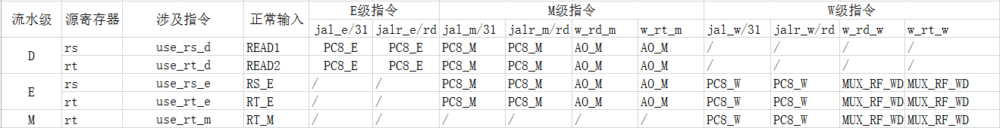 流水级 源寄存器 涉及指令 正常输入 E级指令 M级指令 W级指令
jal_e/31 jalr_e/rd jal_m/31 jalr_m/rd w_rd_m w_rt_m jal_w/31 jalr_w/rd w_rd_w w_rt_w
D rs use_rs_d READ1 PC8_E PC8_E PC8_M PC8_M AO_M AO_M / / / /
rt use_rt_d READ2 PC8_E PC8_E PC8_M PC8_M AO_M AO_M / / / /
E rs use_rs_e RS_E / / PC8_M PC8_M AO_M AO_M PC8_W PC8_W MUX_RF_WD MUX_RF_WD
rt use_rt_e RT_E / / PC8_M PC8_M AO_M AO_M PC8_W PC8_W MUX_RF_WD MUX_RF_WD
M rt use_rt_m RT_M / / / / / / PC8_W PC8_W MUX_RF_WD MUX_RF_WD